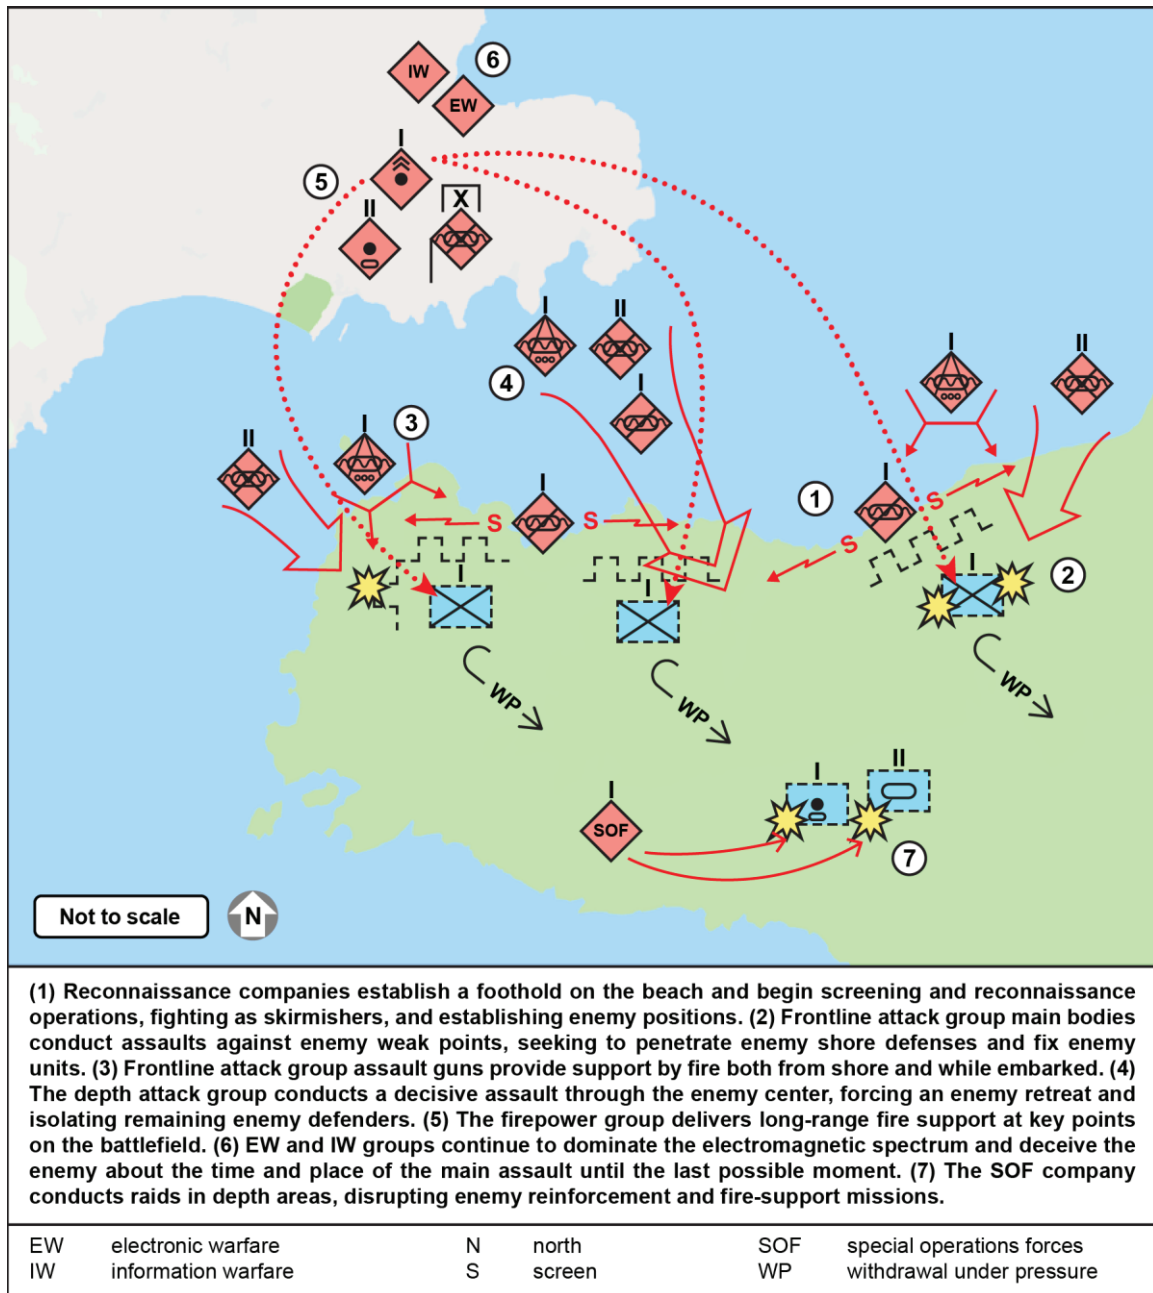 IW
6
EW
I
5
II
X
I
II
4
I
I
II
3
I
II
I
1
I
S
S
S
S
I
I
I
2
WP
WP
WP
I
II
I
SOF
7
Not to scale
N
(1) Reconnaissance companies establish a foothold on the beach and begin screening and reconnaissance
operations, fighting as skirmishers, and establishing enemy positions. (2) Frontline attack group main bodies
conduct assaults against enemy weak points, seeking to penetrate enemy shore defenses and fix enemy
units. (3) Frontline attack group assault guns provide support by fire both from shore and while embarked. (4)
The depth attack group conducts a decisive assault through the enemy center, forcing an enemy retreat and
isolating remaining enemy defenders. (5) The firepower group delivers long-range fire support at key points
on the battlefield. (6) EW and IW groups continue to dominate the electromagnetic spectrum and deceive the
enemy about the time and place of the main assault until the last possible moment. (7) The SOF company
conducts raids in depth areas, disrupting enemy reinforcement and fire-support missions.
EW electronic warfare N north SOF special operations forces
IW information warfare S screen WP withdrawal under pressure